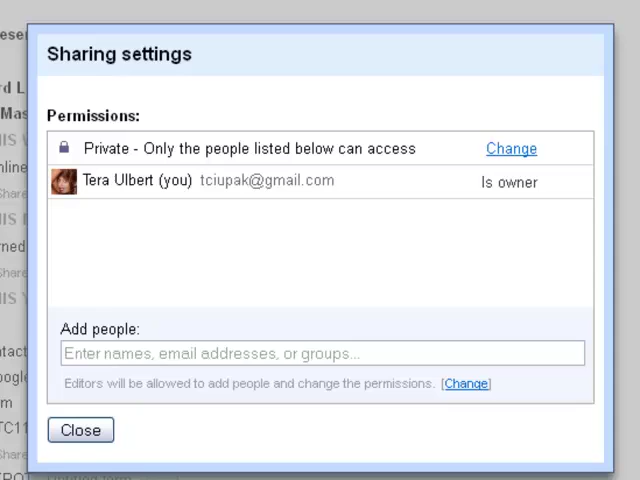 Sharing settings
Permissions:
Private - Only the people listed below can access Change
Tera Ulbert (you) tciupak@gmail.com Is owner
Add people:
Enter names, email addresses, or groups...
Editors will be allowed to add people and change the permissions. [Change]
Close